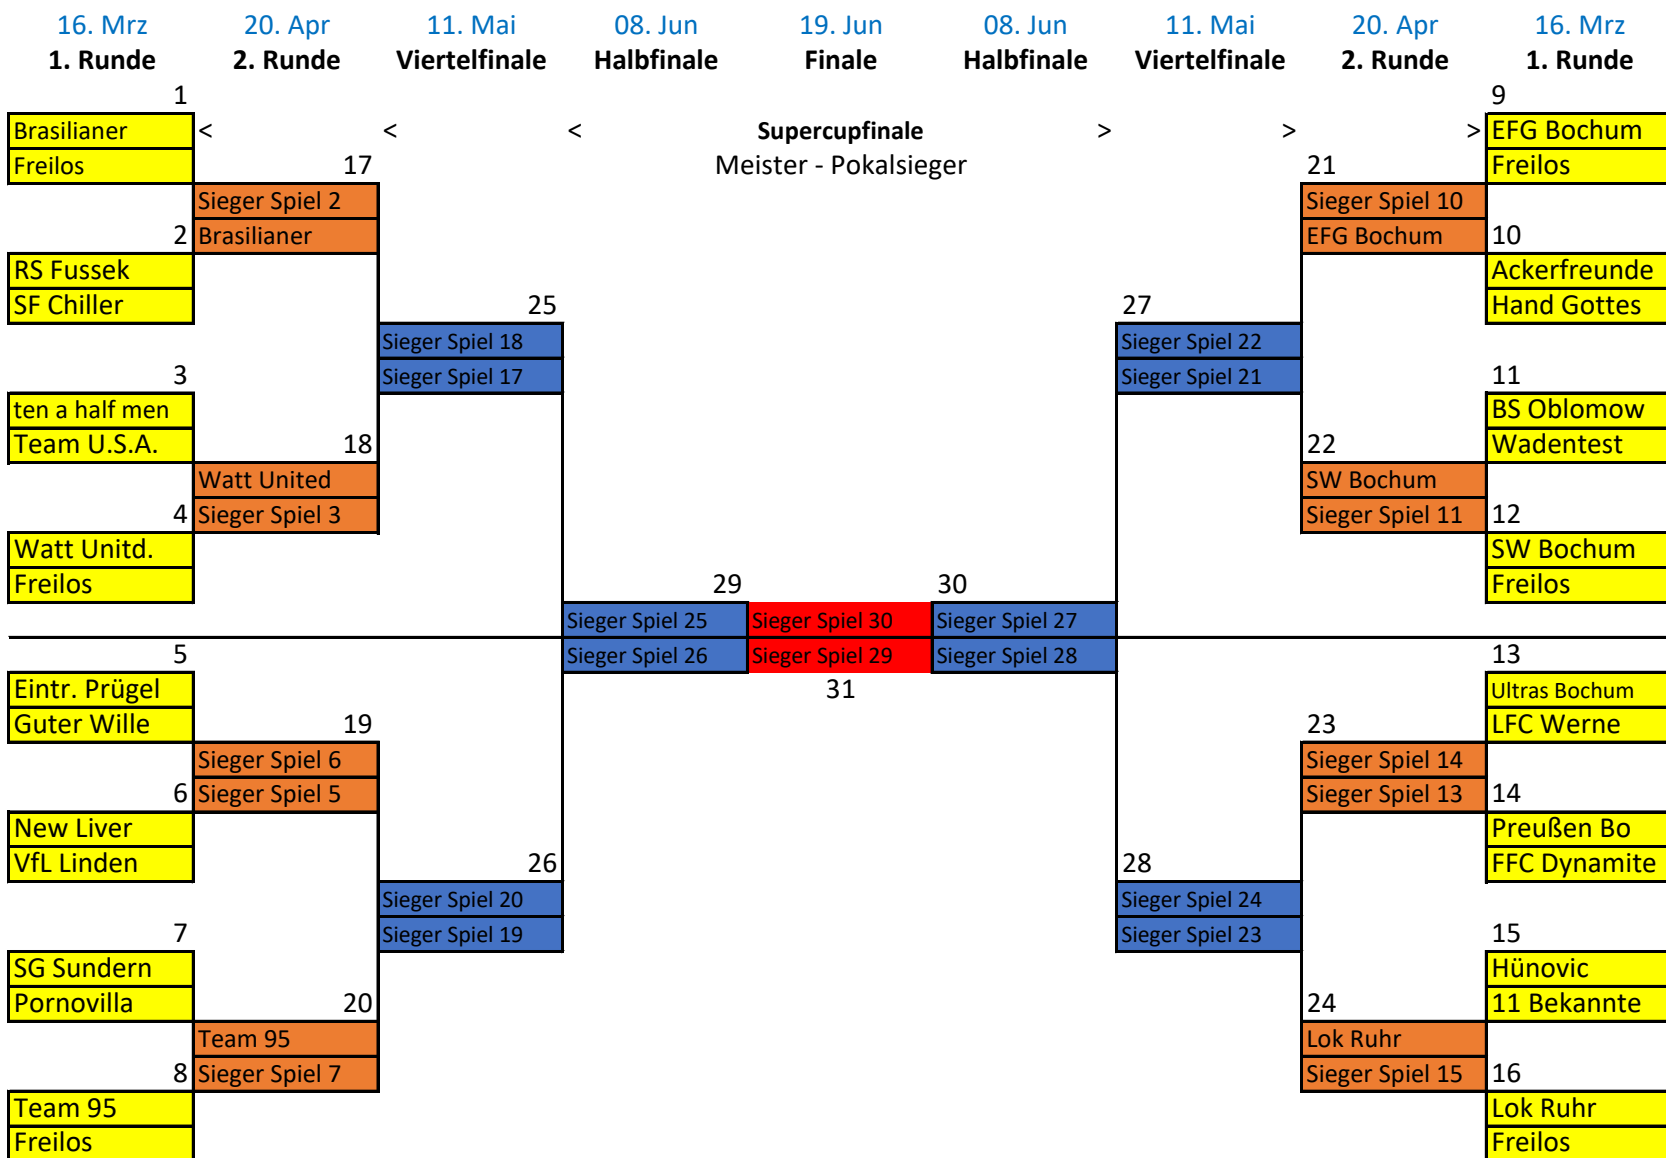 16. Mrz 20. Apr 11. Mai 08. Jun 19. Jun 08. Jun 11. Mai 20. Apr 16. Mrz
1. Runde 2. Runde Viertelfinale Halbfinale Finale Halbfinale Viertelfinale 2. Runde 1. Runde
1 9
Brasilianer < < < Supercupfinale > > > EFG Bochum
Freilos 17 Meister - Pokalsieger 21 Freilos
Sieger Spiel 2 Sieger Spiel 10
2 Brasilianer EFG Bochum 10
RS Fussek Ackerfreunde
SF Chiller 25 27 Hand Gottes
Sieger Spiel 18 Sieger Spiel 22
3 Sieger Spiel 17 Sieger Spiel 21 11
ten a half men BS Oblomow
Team U.S.A. 18 22 Wadentest
Watt United SW Bochum
4 Sieger Spiel 3 Sieger Spiel 11 12
Watt Unitd. SW Bochum
Freilos 29 30 Freilos
Sieger Spiel 25 Sieger Spiel 30 Sieger Spiel 27
5 Sieger Spiel 26 Sieger Spiel 29 Sieger Spiel 28 13
Eintr. Prügel 31 Ultras Bochum
Guter Wille 19 23 LFC Werne
Sieger Spiel 6 Sieger Spiel 14
6 Sieger Spiel 5 Sieger Spiel 13 14
New Liver Preußen Bo
VfL Linden 26 28 FFC Dynamite
Sieger Spiel 20 Sieger Spiel 24
7 Sieger Spiel 19 Sieger Spiel 23 15
SG Sundern Hünovic
Pornovilla 20 24 11 Bekannte
Team 95 Lok Ruhr
8 Sieger Spiel 7 Sieger Spiel 15 16
Team 95 Lok Ruhr
Freilos Freilos